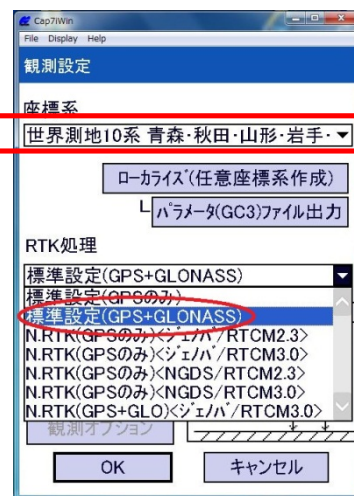 Cap7iWin
File Display Help
観測設定
座標系
世界測地10系 青森・秋田・山形・岩手・
ローカライズ(任意座標系作成)
パラメータ(GC3)ファイル出力
RTK処理
標準設定(GPS+GLONASS)
標準設定(GPSのみ)
標準設定(GPS+GLONASS)
N.RTK(GPSのみ)<ジェノバ/RTCM2.3>
N.RTK(GPSのみ)<ジェノバ/RTCM3.0>
N.RTK(GPSのみ)<NGDS/RTCM2.3>
N.RTK(GPSのみ)<NGDS/RTCM3.0>
N.RTK(GPS+GLO)<ジェノバ/RTCM3.0>
観測オプション
OK キャンセル